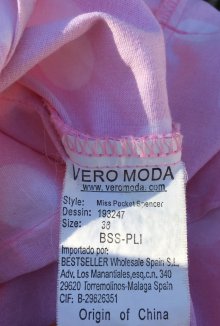 VERO MODA
www.veromoda.com
Style: Miss Pocket Spencer
Dessin: 193247
Size: 38
BSS-PLI
Importado por:
BESTSELLER Wholesale Spain S.L.
Adv, Los Manantiales,esq,c.n. 340
29620 Torremolinos-Malaga Spain
CIF: B-29626351
Origin of China